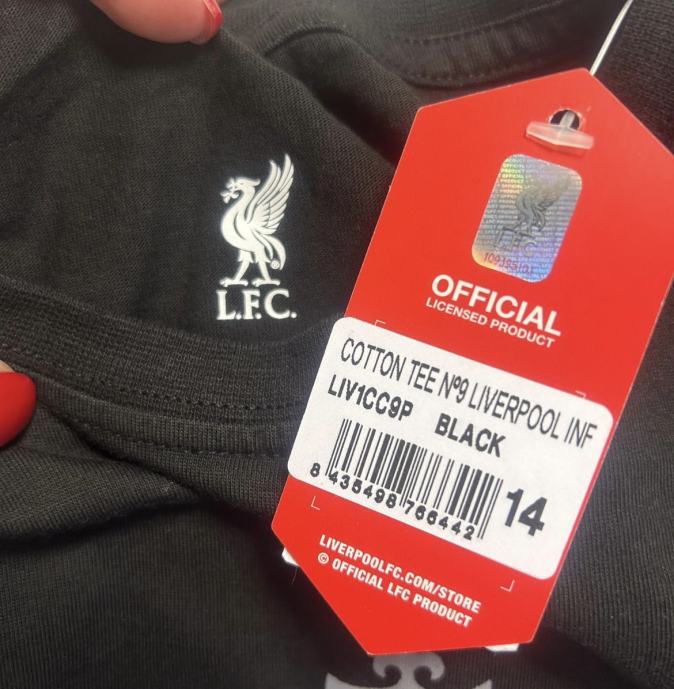 L.F.C.
109195101
OFFICIAL
LICENSED PRODUCT
COTTON TEE Nº9 LIVERPOOL INF
LIV1CC9P BLACK
8 435498 766442
14
LIVERPOOLFC.COM/STORE
© OFFICIAL LFC PRODUCT